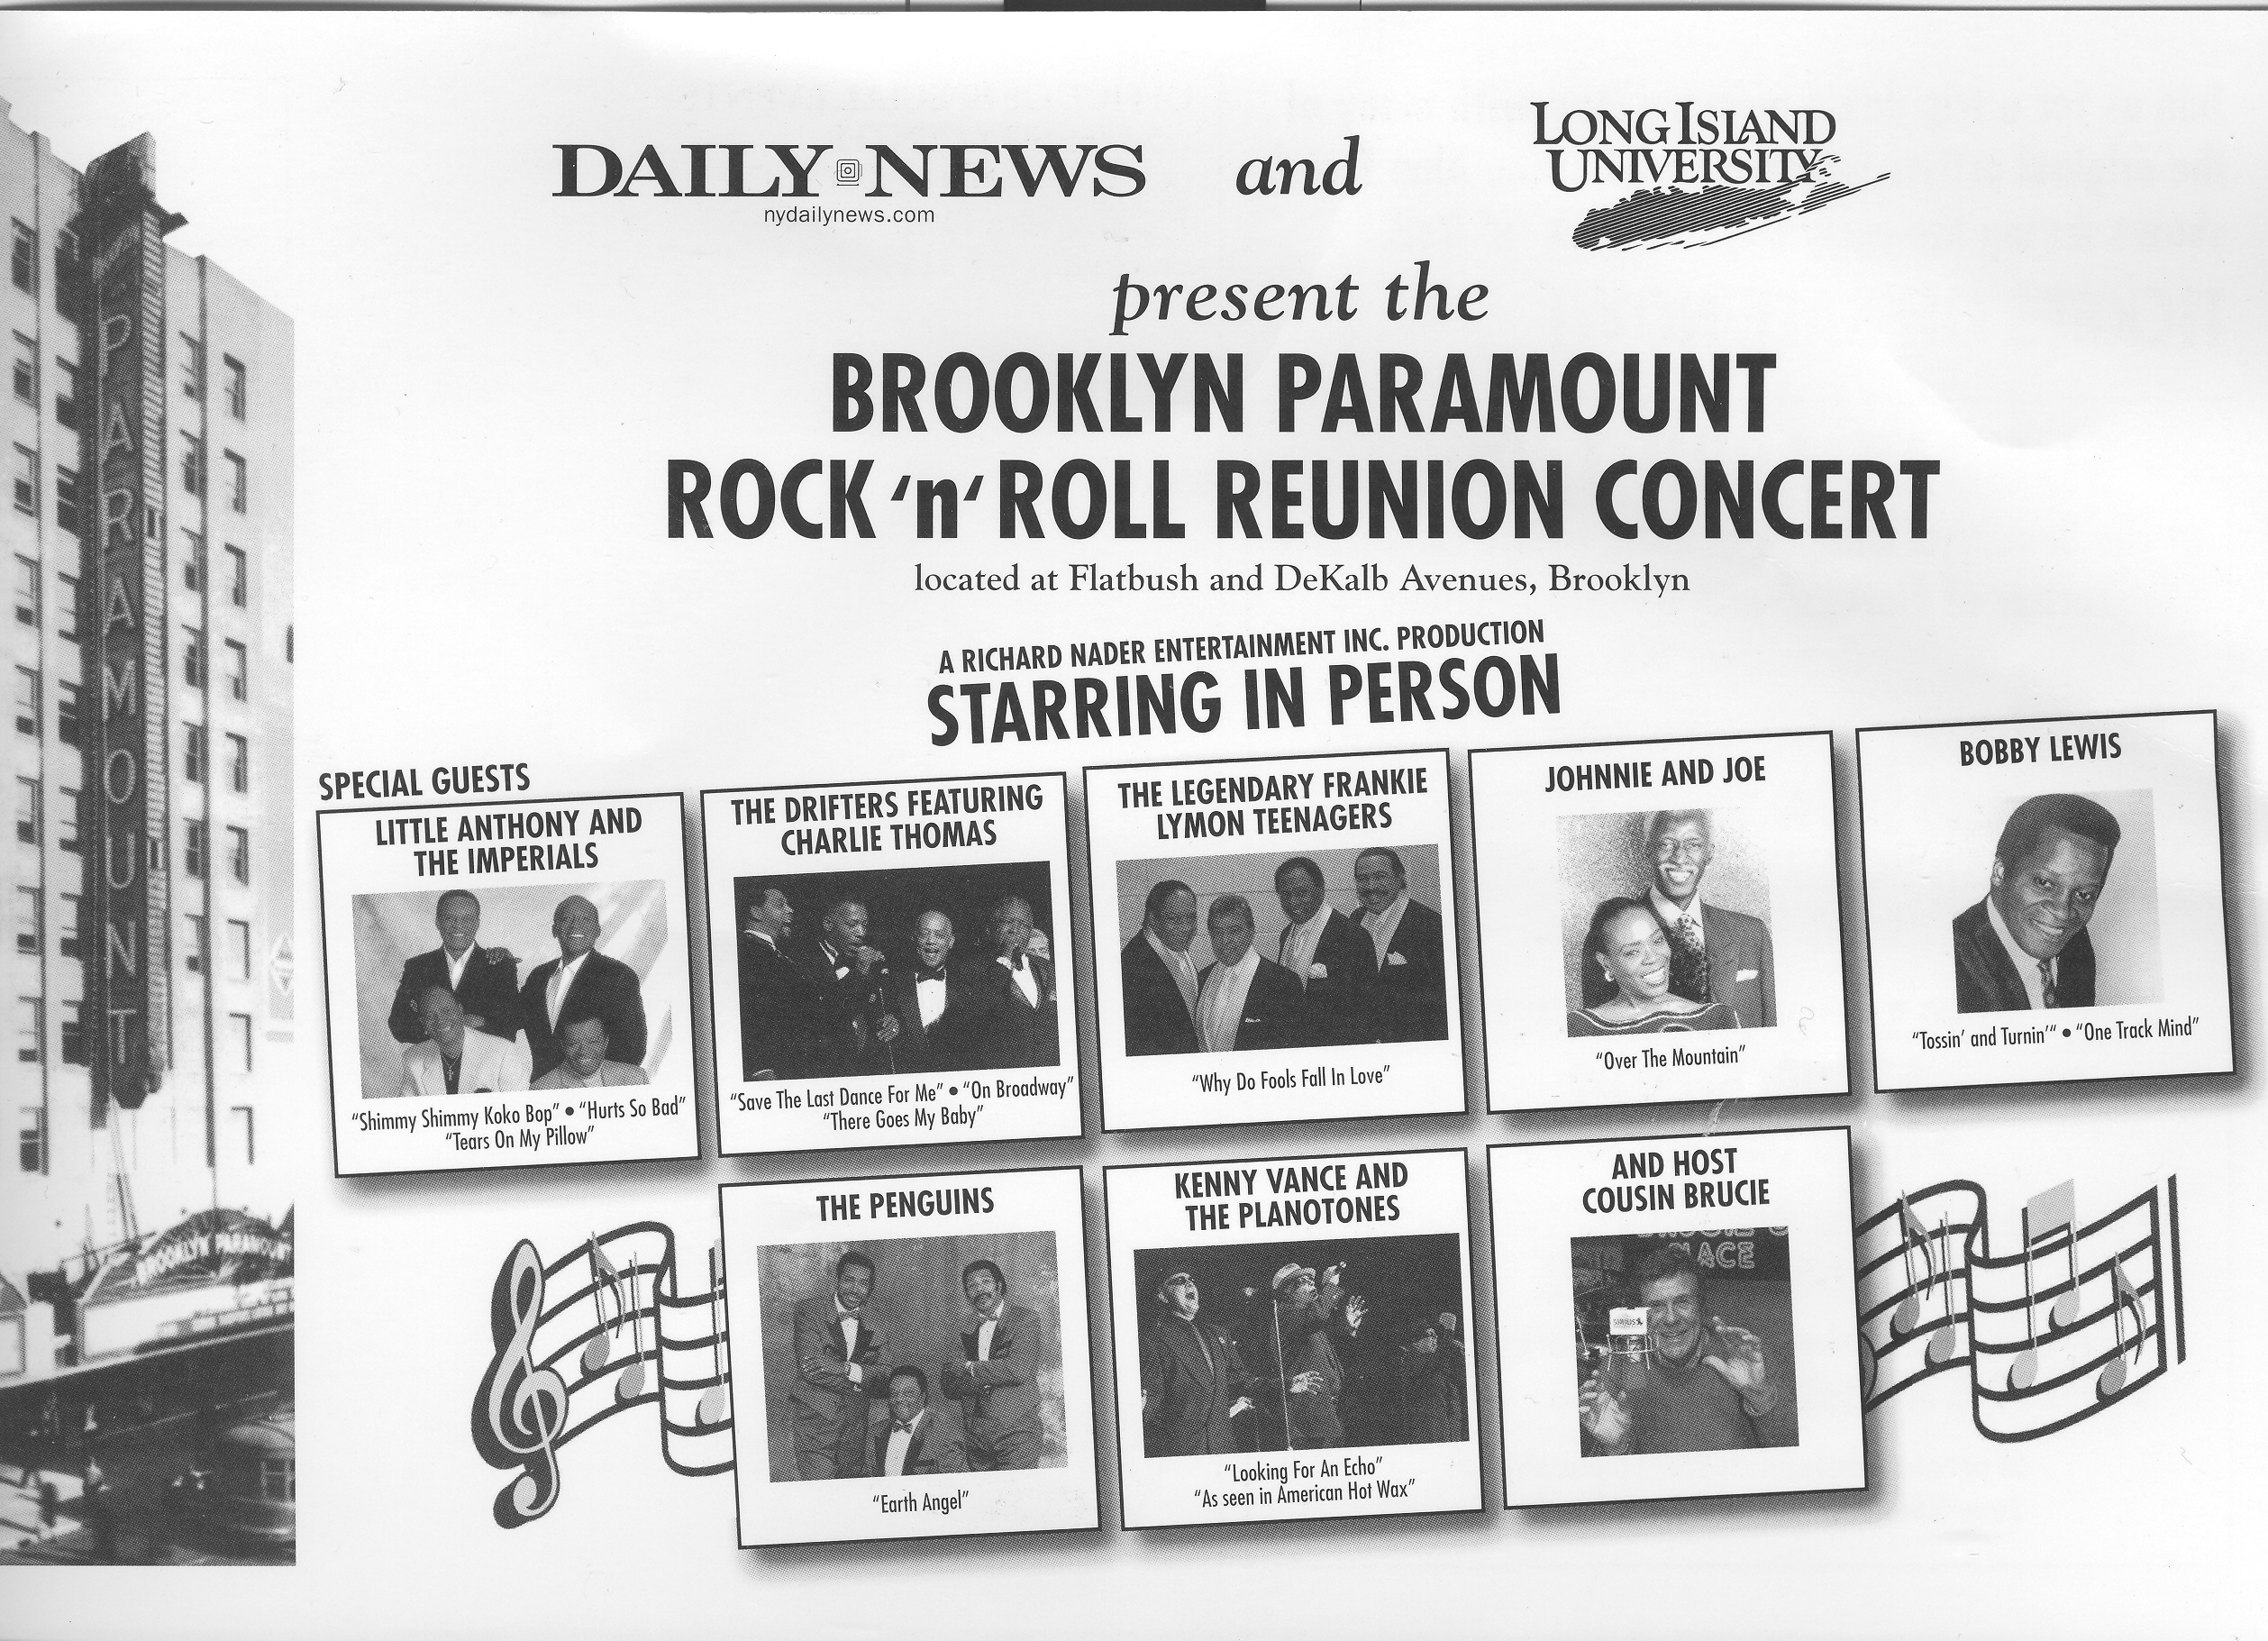 DAILY NEWS
nydailynews.com
and
LONG ISLAND
UNIVERSITY
present the
BROOKLYN PARAMOUNT
ROCK ‘n‘ ROLL REUNION CONCERT
located at Flatbush and DeKalb Avenues, Brooklyn
A RICHARD NADER ENTERTAINMENT INC. PRODUCTION
STARRING IN PERSON
SPECIAL GUESTS
LITTLE ANTHONY AND
THE IMPERIALS
“Shimmy Shimmy Koko Bop” • “Hurts So Bad”
“Tears On My Pillow”
THE DRIFTERS FEATURING
CHARLIE THOMAS
“Save The Last Dance For Me” • “On Broadway”
“There Goes My Baby”
THE LEGENDARY FRANKIE
LYMON TEENAGERS
“Why Do Fools Fall In Love”
JOHNNIE AND JOE
“Over The Mountain”
BOBBY LEWIS
“Tossin’ and Turnin’“ • “One Track Mind”
THE PENGUINS
“Earth Angel”
KENNY VANCE AND
THE PLANOTONES
“Looking For An Echo”
“As seen in American Hot Wax”
AND HOST
COUSIN BRUCIE
PLACE
SIRIUS
PARAMOUNT
BROOKLYN PARAMOUNT